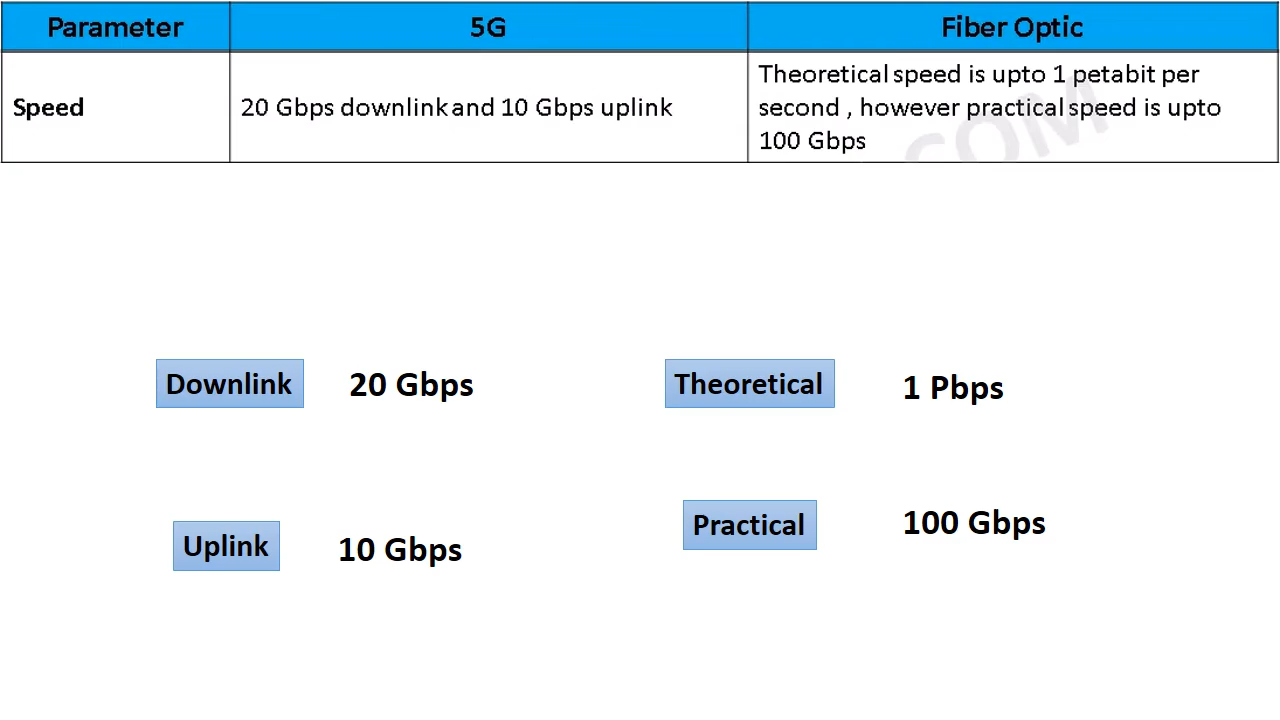 Parameter 5G Fiber Optic
Speed 20 Gbps downlink and 10 Gbps uplink Theoretical speed is upto 1 petabit per
second , however practical speed is upto
100 Gbps
.COM
Downlink 20 Gbps Theoretical 1 Pbps
Practical 100 Gbps
Uplink 10 Gbps